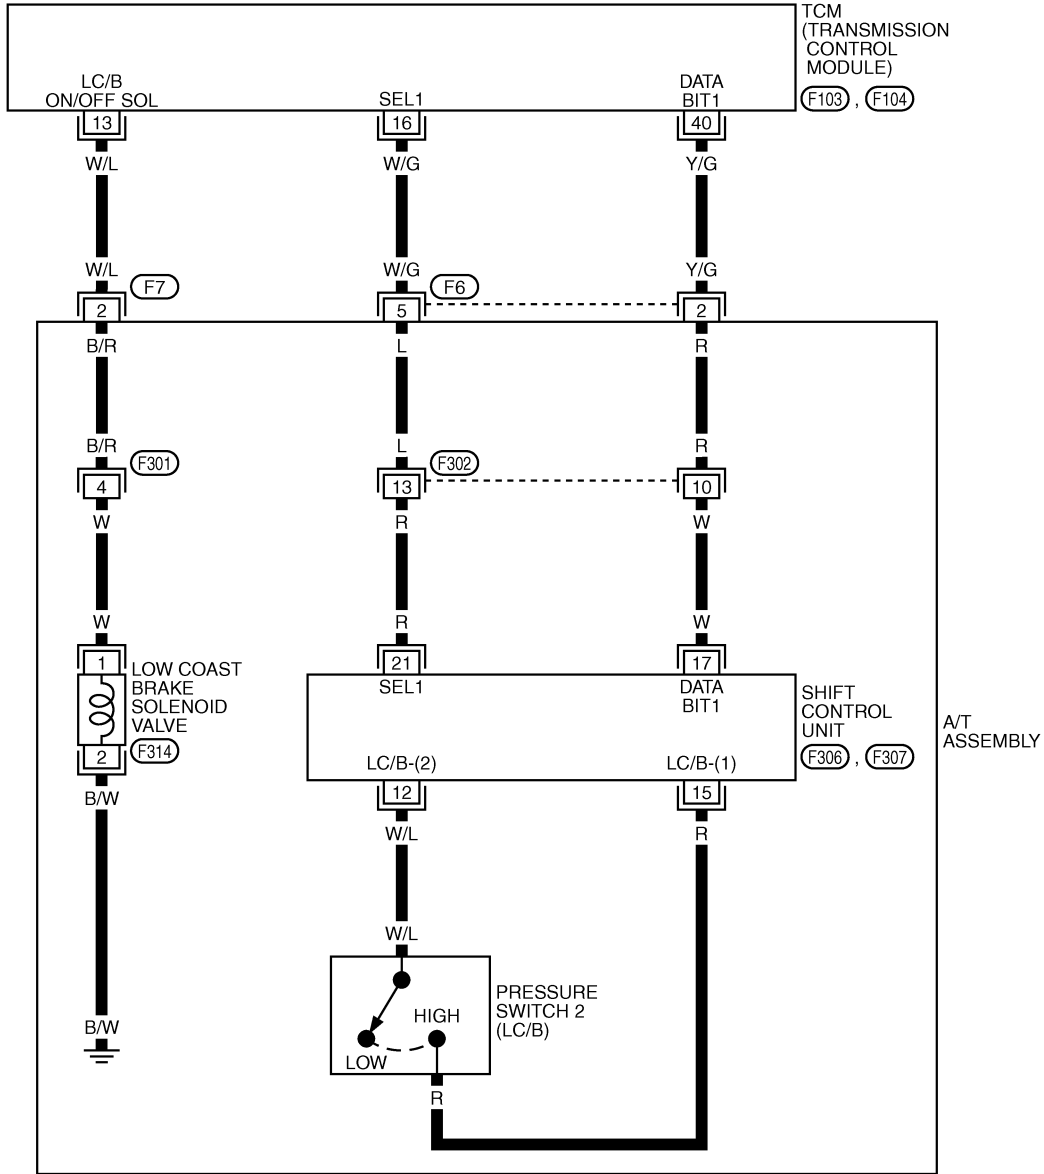 TCM
(TRANSMISSION
CONTROL
MODULE)
F103 , F104
LC/B
ON/OFF SOL
SEL1
DATA
BIT1
13
16
40
W/L
W/G
Y/G
W/L
W/G
Y/G
F7
F6
2
5
2
B/R
L
R
B/R
L
R
F301
F302
4
13
10
W
R
W
W
R
W
1
21
17
LOW COAST
BRAKE
SOLENOID
VALVE
F314
2
SEL1
DATA
BIT1
SHIFT
CONTROL
UNIT
F306 , F307
A/T
ASSEMBLY
LC/B-(2)
LC/B-(1)
12
15
B/W
W/L
R
W/L
PRESSURE
SWITCH 2
(LC/B)
HIGH
LOW
B/W
R